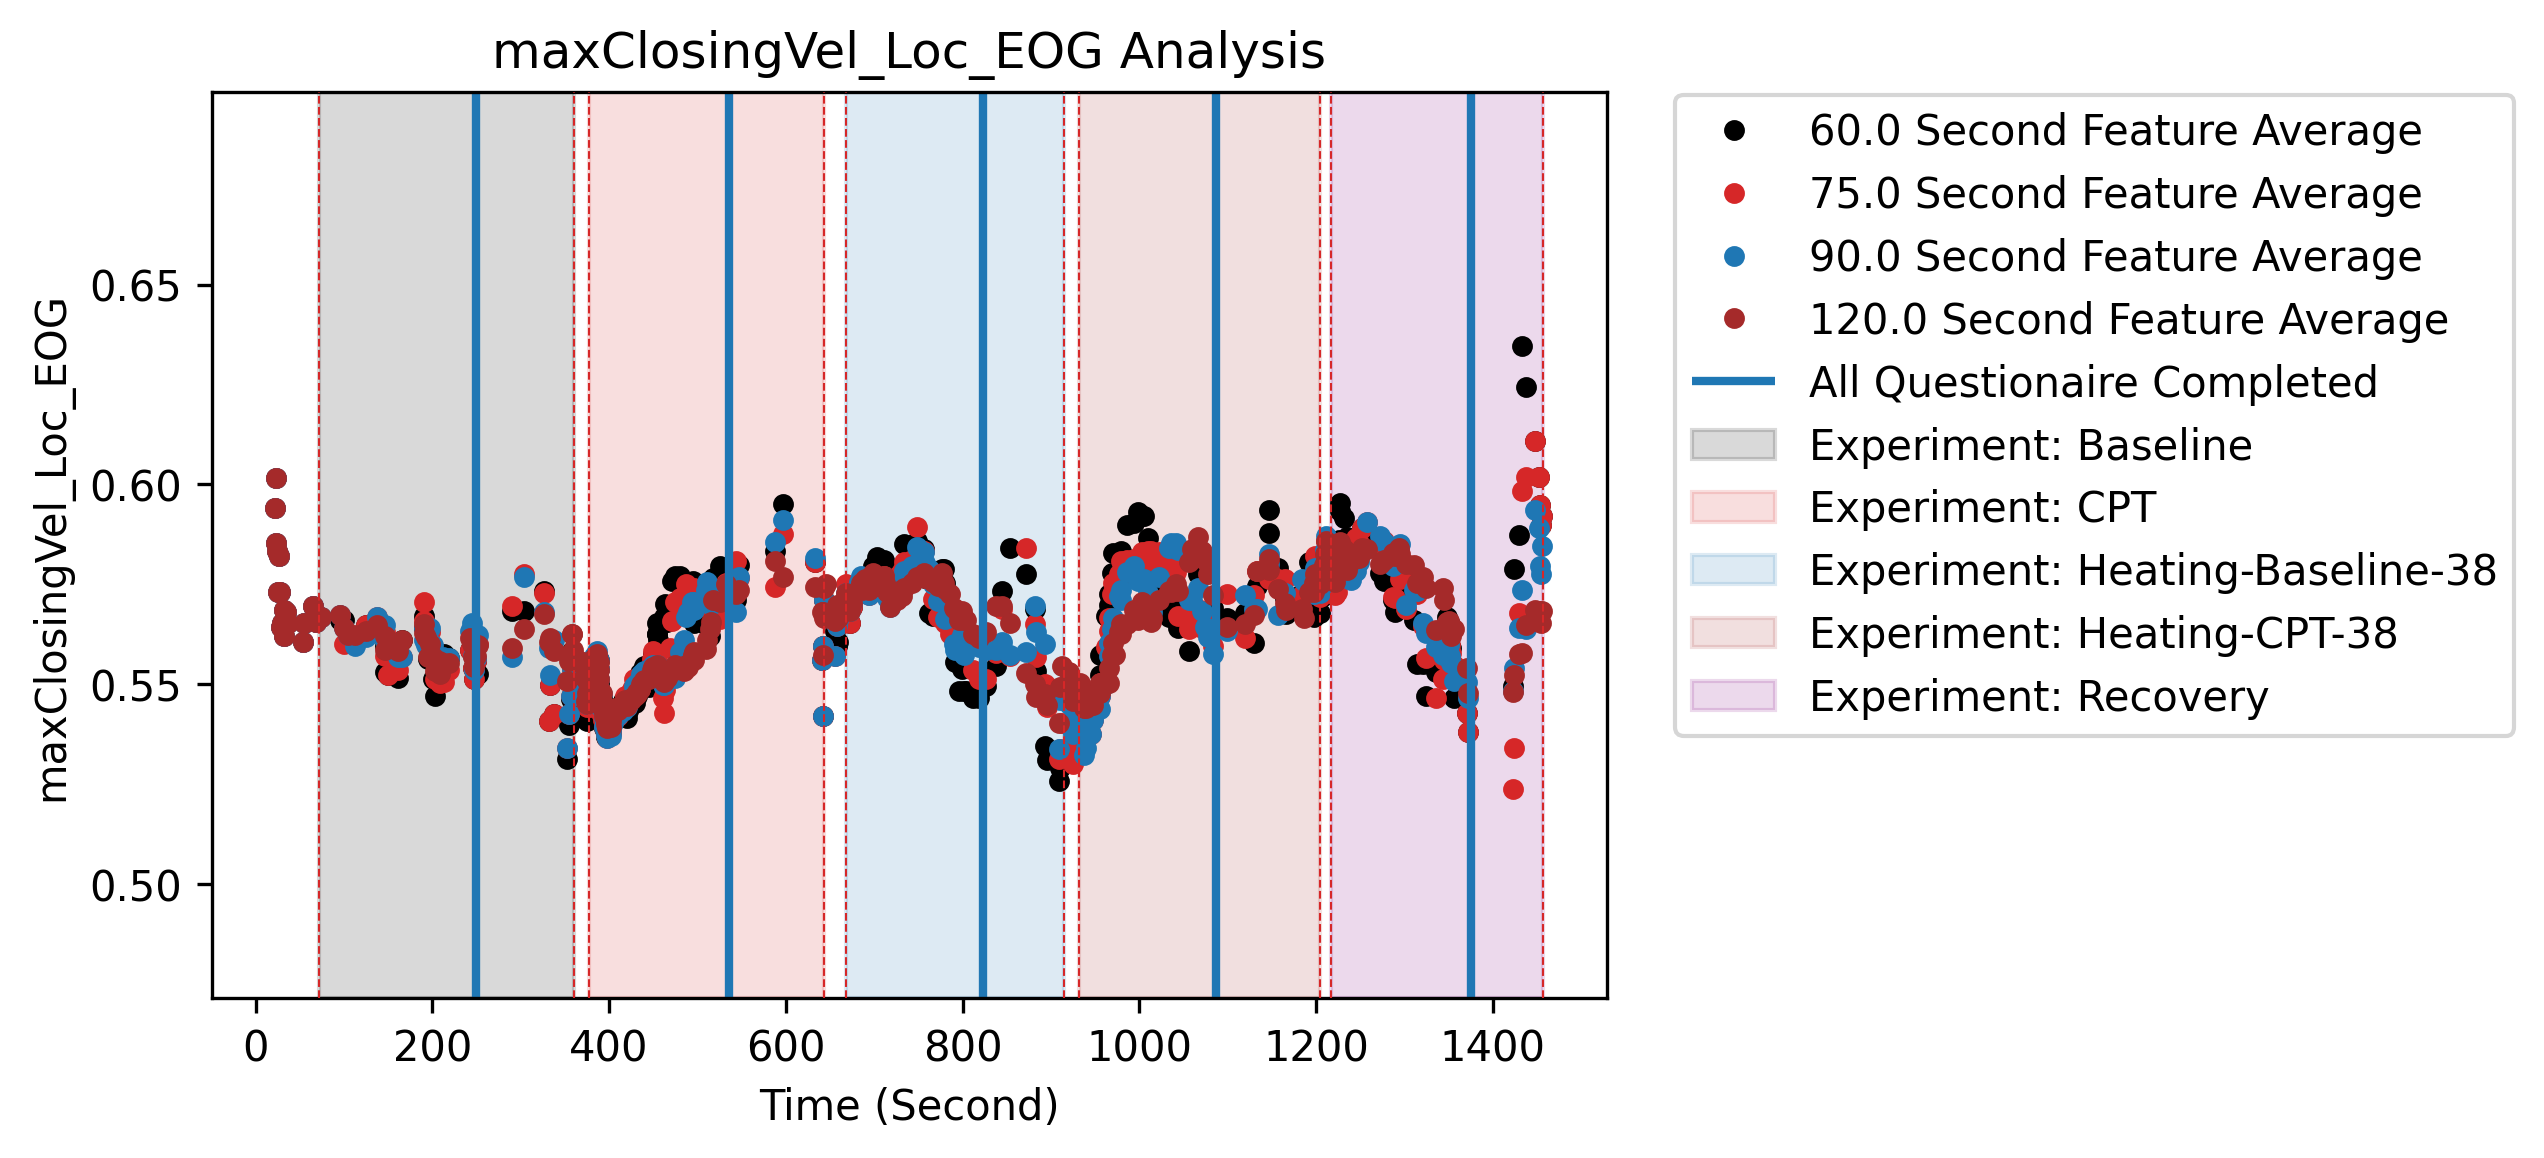 maxClosingVel_Loc_EOG Analysis
maxClosingVel_Loc_EOG
0.65
0.60
0.55
0.50
0 200 400 600 800 1000 1200 1400
Time (Second)
60.0 Second Feature Average
75.0 Second Feature Average
90.0 Second Feature Average
120.0 Second Feature Average
All Questionaire Completed
Experiment: Baseline
Experiment: CPT
Experiment: Heating-Baseline-38
Experiment: Heating-CPT-38
Experiment: Recovery